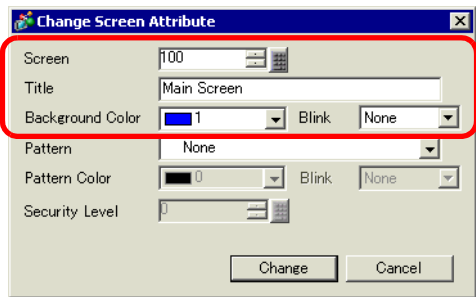 Change Screen Attribute
Screen 100
Title Main Screen
Background Color 1 Blink None
Pattern None
Pattern Color 0 Blink None
Security Level 0
Change Cancel